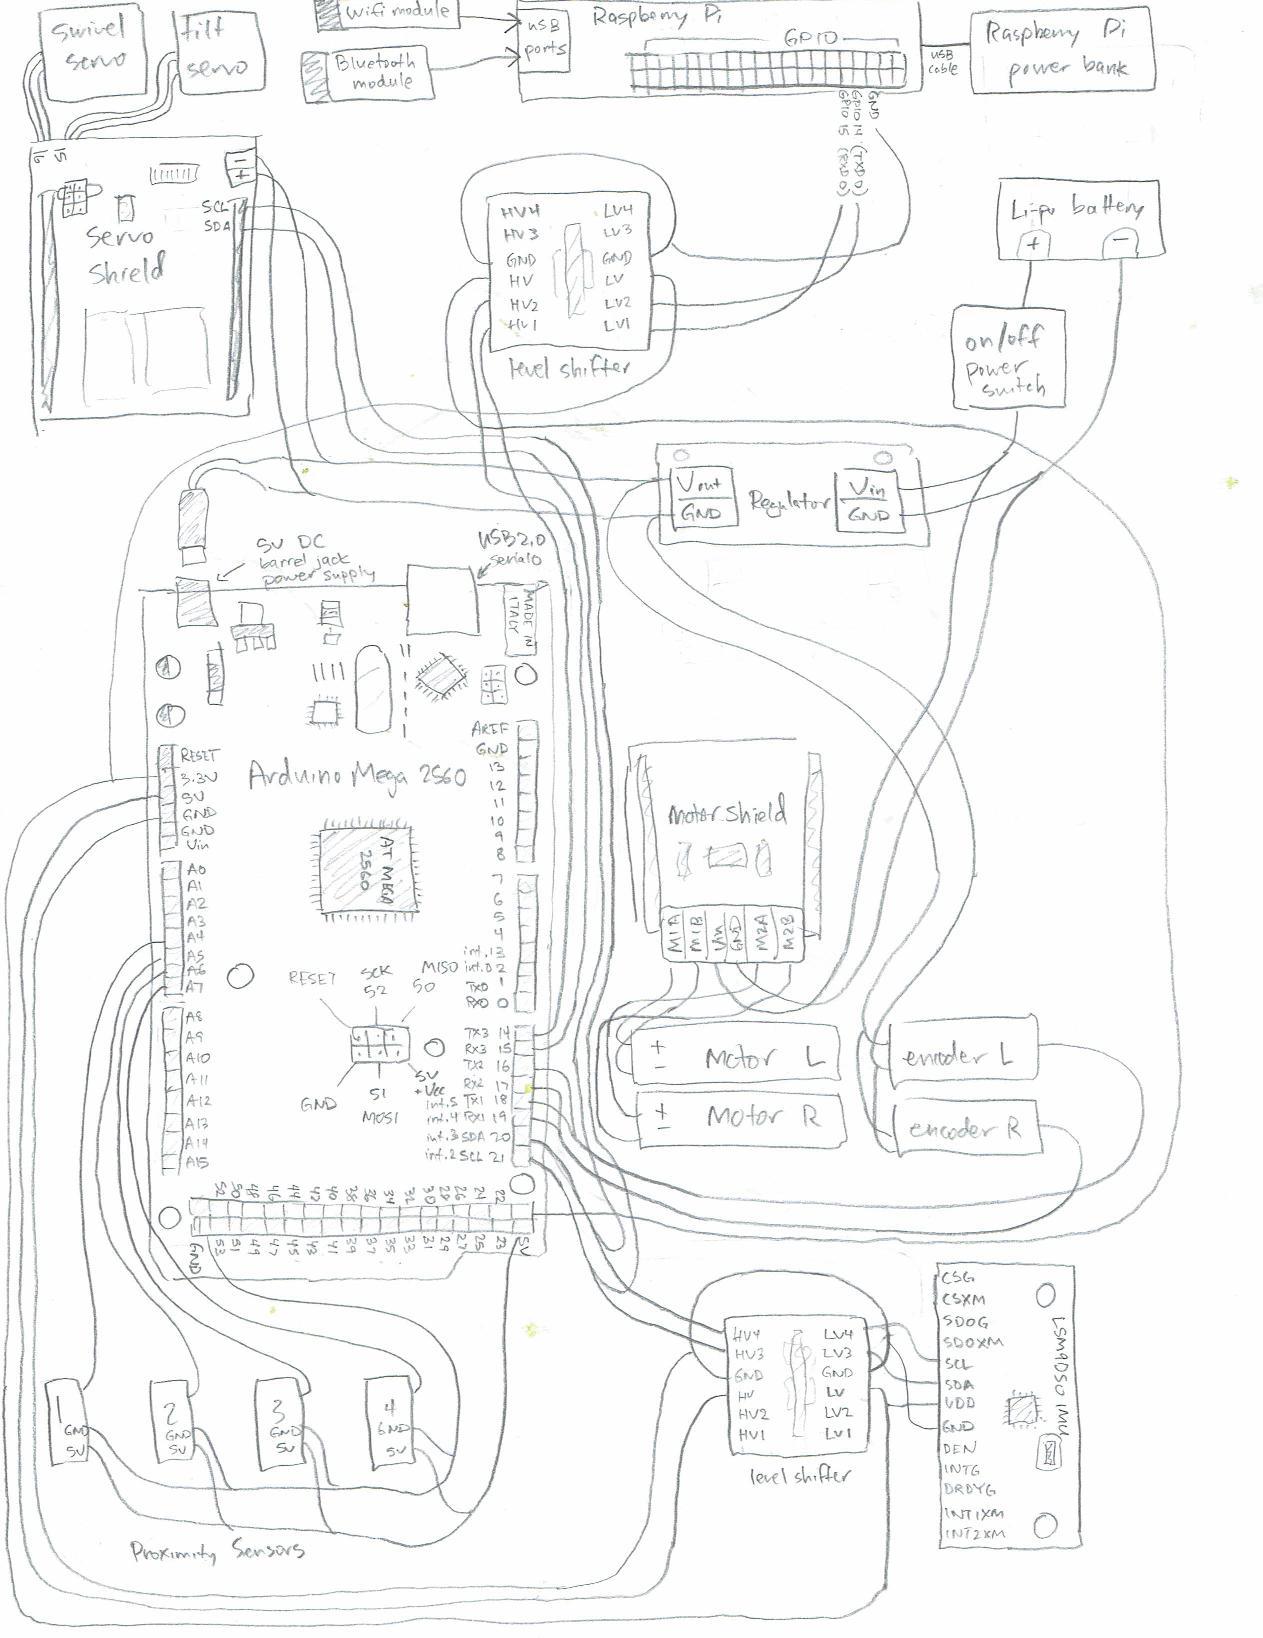 Swivel
servo
tilt
servo
Wifi module
Bluetooth
module
USB
ports
Raspberry Pi
GPIO
USB
cable
Raspberry Pi
power bank
GND
GPIO 14 (TXD0)
GPIO 15 (RXD0)
16
15
-
+
SCL
SDA
Servo
Shield
HV4
HV3
GND
HV
HV2
HV1
LV4
LV3
GND
LV
LV2
LV1
level shifter
Li-po battery
+
-
on/off
power
switch
Vout
GND
Regulator
Vin
GND
5V DC
barrel jack
power supply
USB 2.0
serial0
MADE IN
ITALY
RESET
3.3V
5V
GND
GND
Vin
Arduino Mega 2560
AT MEGA
2560
A0
A1
A2
A3
A4
A5
A6
A7
A8
A9
A10
A11
A12
A13
A14
A15
AREF
GND
13
12
11
10
9
8
7
6
5
4
int.1 3
int.0 2
TX0 1
RX0 0
TX3 14
RX3 15
TX2 16
RX2 17
int.5 TX1 18
int.4 RX1 19
int.3 SDA 20
int.2 SCL 21
RESET
SCK
52
MISO
50
GND
51
MOSI
5V
+Vcc
52 50 48 46 44 42 40 38 36 34 32 30 28 26 24 22
GND 53 51 49 47 45 43 41 39 37 35 33 31 29 27 25 23 5V
Motor Shield
M1A
M1B
Vin
GND
M2A
M2B
+
-
Motor L
+
-
Motor R
encoder L
encoder R
1
GND
5V
2
GND
5V
3
GND
5V
4
GND
5V
Proximity Sensors
HV4
HV3
GND
HV
HV2
HV1
LV4
LV3
GND
LV
LV2
LV1
level shifter
CSG
CSXM
SDOG
SDOXM
SCL
SDA
VDD
GND
DEN
INTG
DRDYG
INT1XM
INT2XM
LSM9DS0 IMU